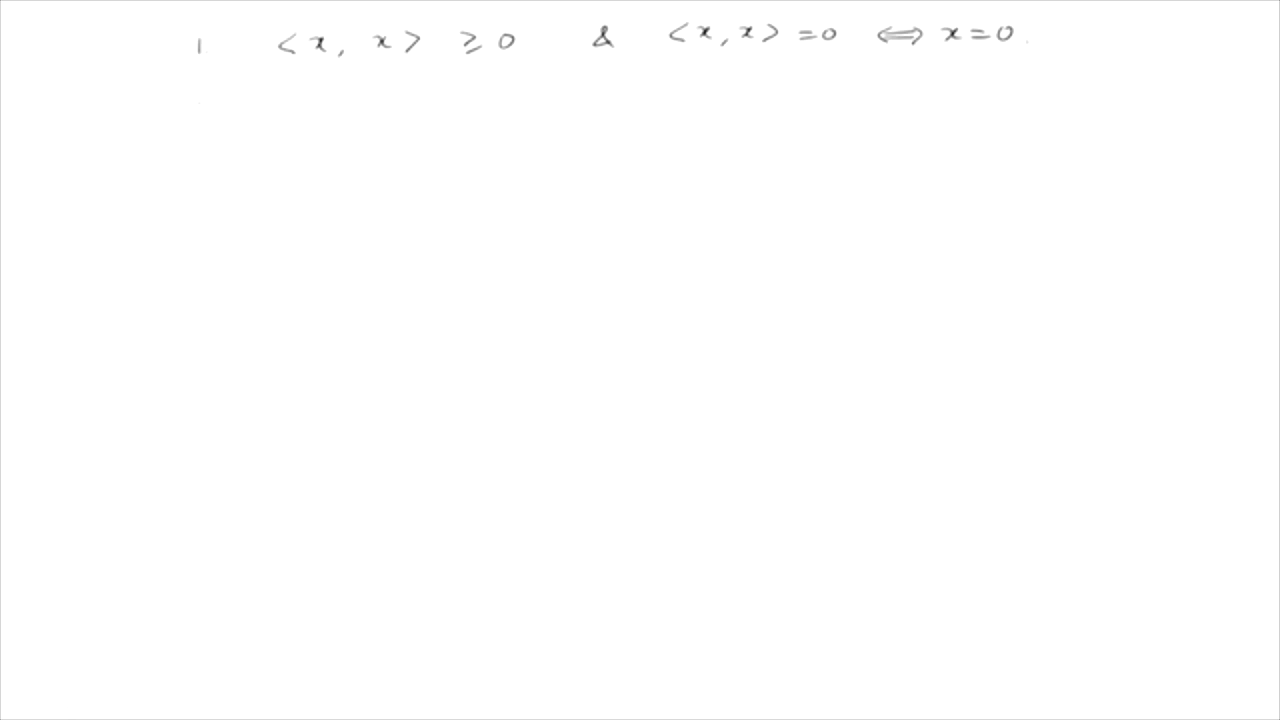 1 < x, x > ≥ 0 & < x, x > = 0 ⟺ x = 0.